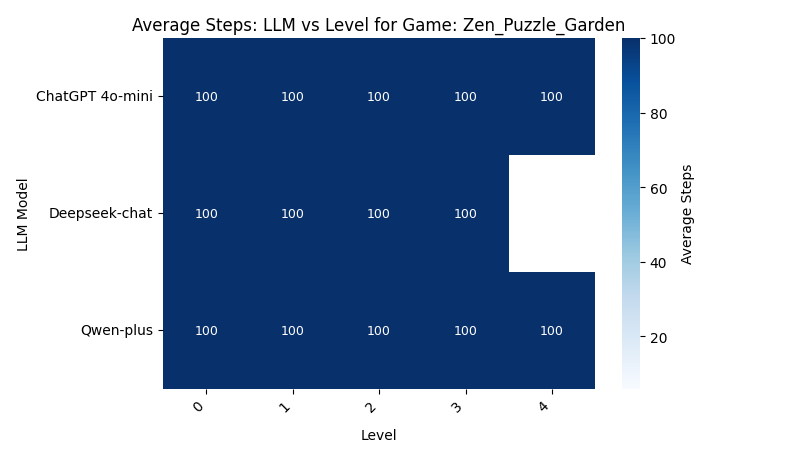 Average Steps: LLM vs Level for Game: Zen_Puzzle_Garden
LLM Model
ChatGPT 4o-mini
100 100 100 100 100
Deepseek-chat
100 100 100 100
Qwen-plus
100 100 100 100 100
0 1 2 3 4
Level
100
80
60
40
20
Average Steps